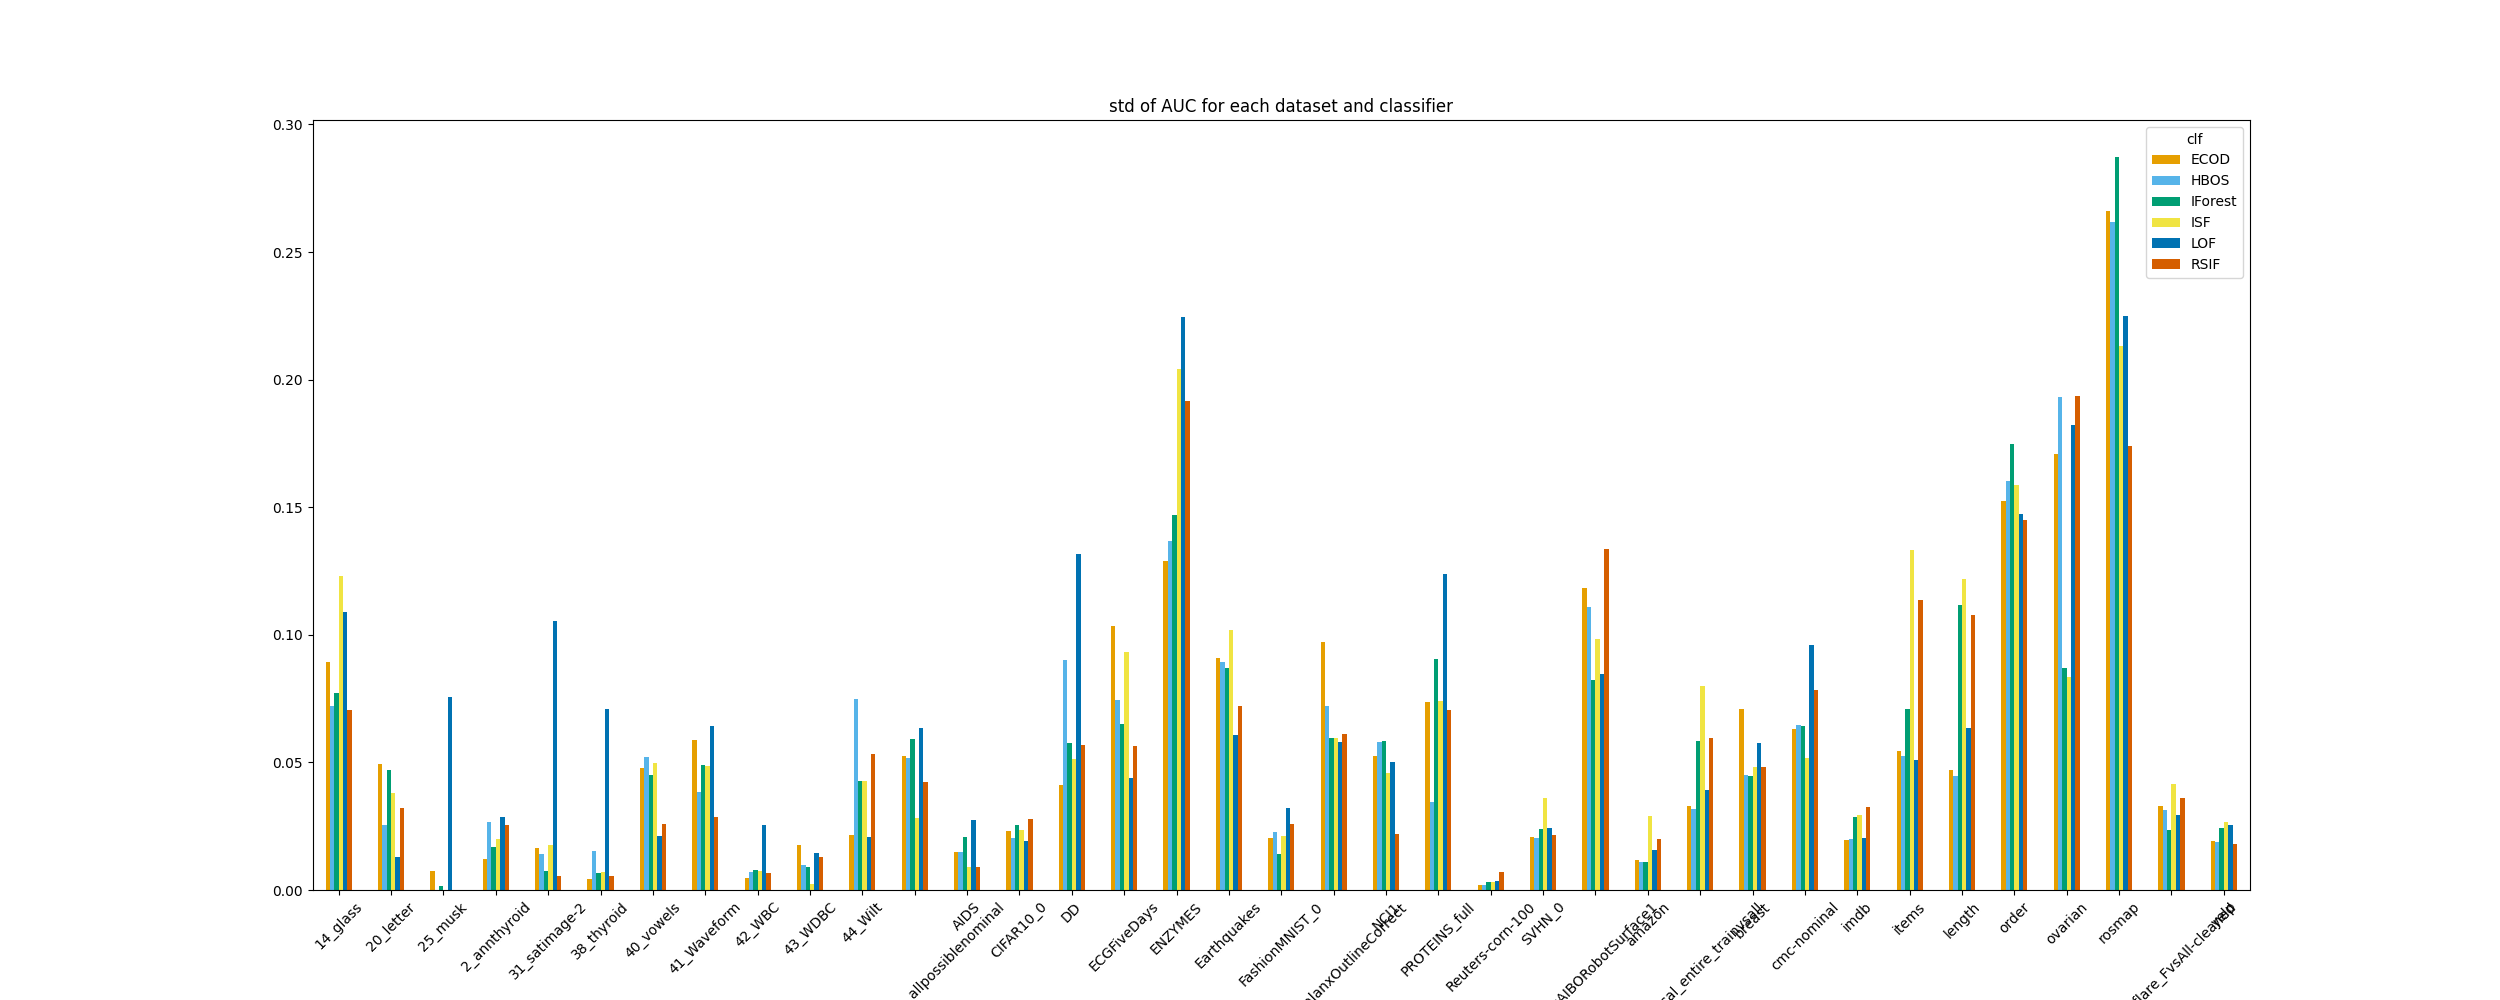 std of AUC for each dataset and classifier
clf
ECOD
HBOS
IForest
ISF
LOF
RSIF
0.30
0.25
0.20
0.15
0.10
0.05
0.00
14_glass
20_letter
25_musk
2_annthyroid
31_satimage-2
38_thyroid
40_vowels
41_Waveform
42_WBC
43_WDBC
44_Wilt
AIDS
allpossiblenominal
CIFAR10_0
DD
ECGFiveDays
ENZYMES
Earthquakes
FashionMNIST_0
NCI1
PROTEINS_full
Reuters-corn-100
SVHN_0
AIBORobotSurface1
amazon
breast
cmc-nominal
imdb
items
length
order
ovarian
rosmap